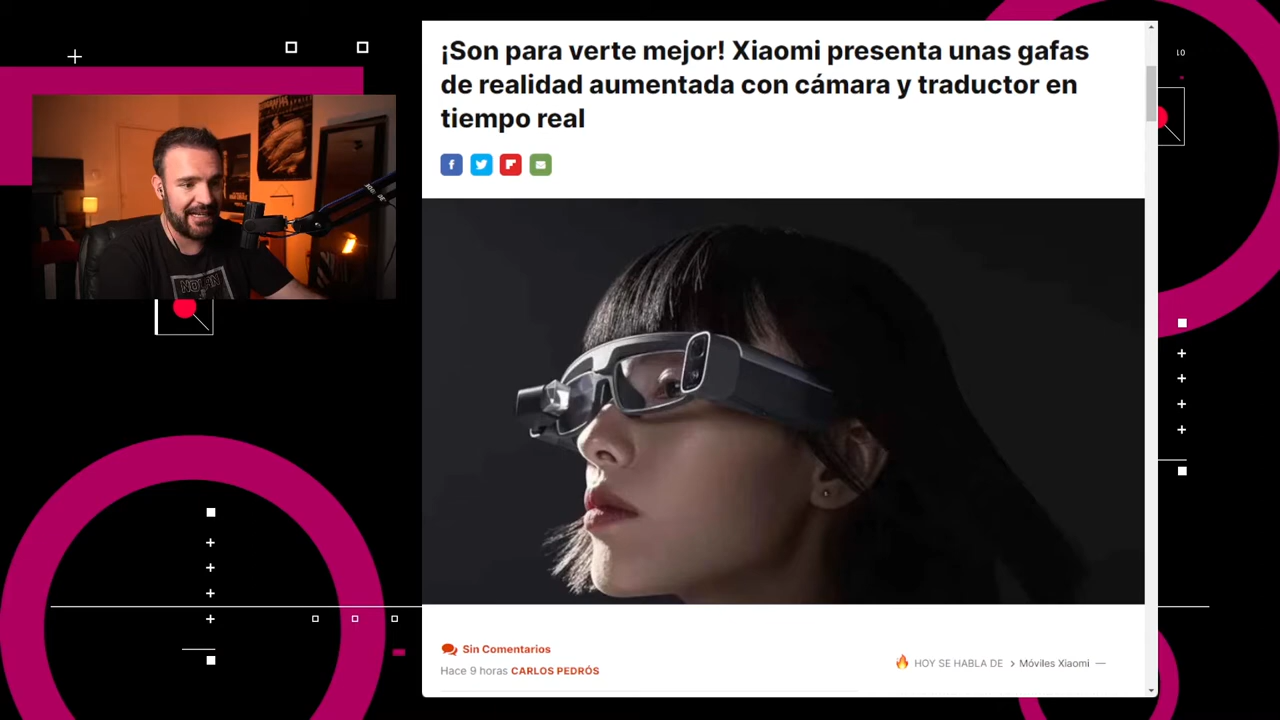 ¡Son para verte mejor! Xiaomi presenta unas gafas
de realidad aumentada con cámara y traductor en
tiempo real
Sin Comentarios
Hace 9 horas CARLOS PEDRÓS
HOY SE HABLA DE > Móviles Xiaomi —
NOLAN